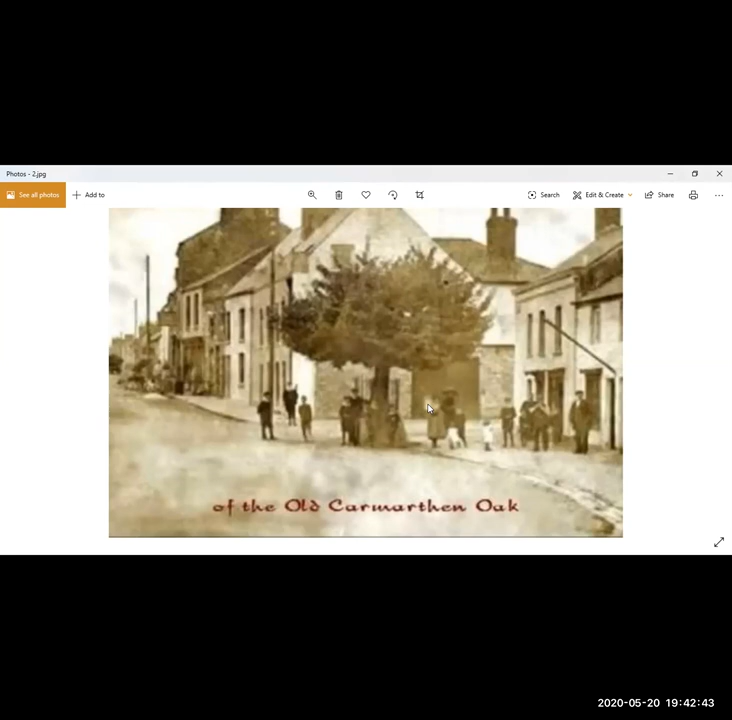 Photos - 2.jpg
See all photos
Add to
Search
Edit & Create
Share
of the Old Carmarthen Oak
2020-05-20 19:42:43